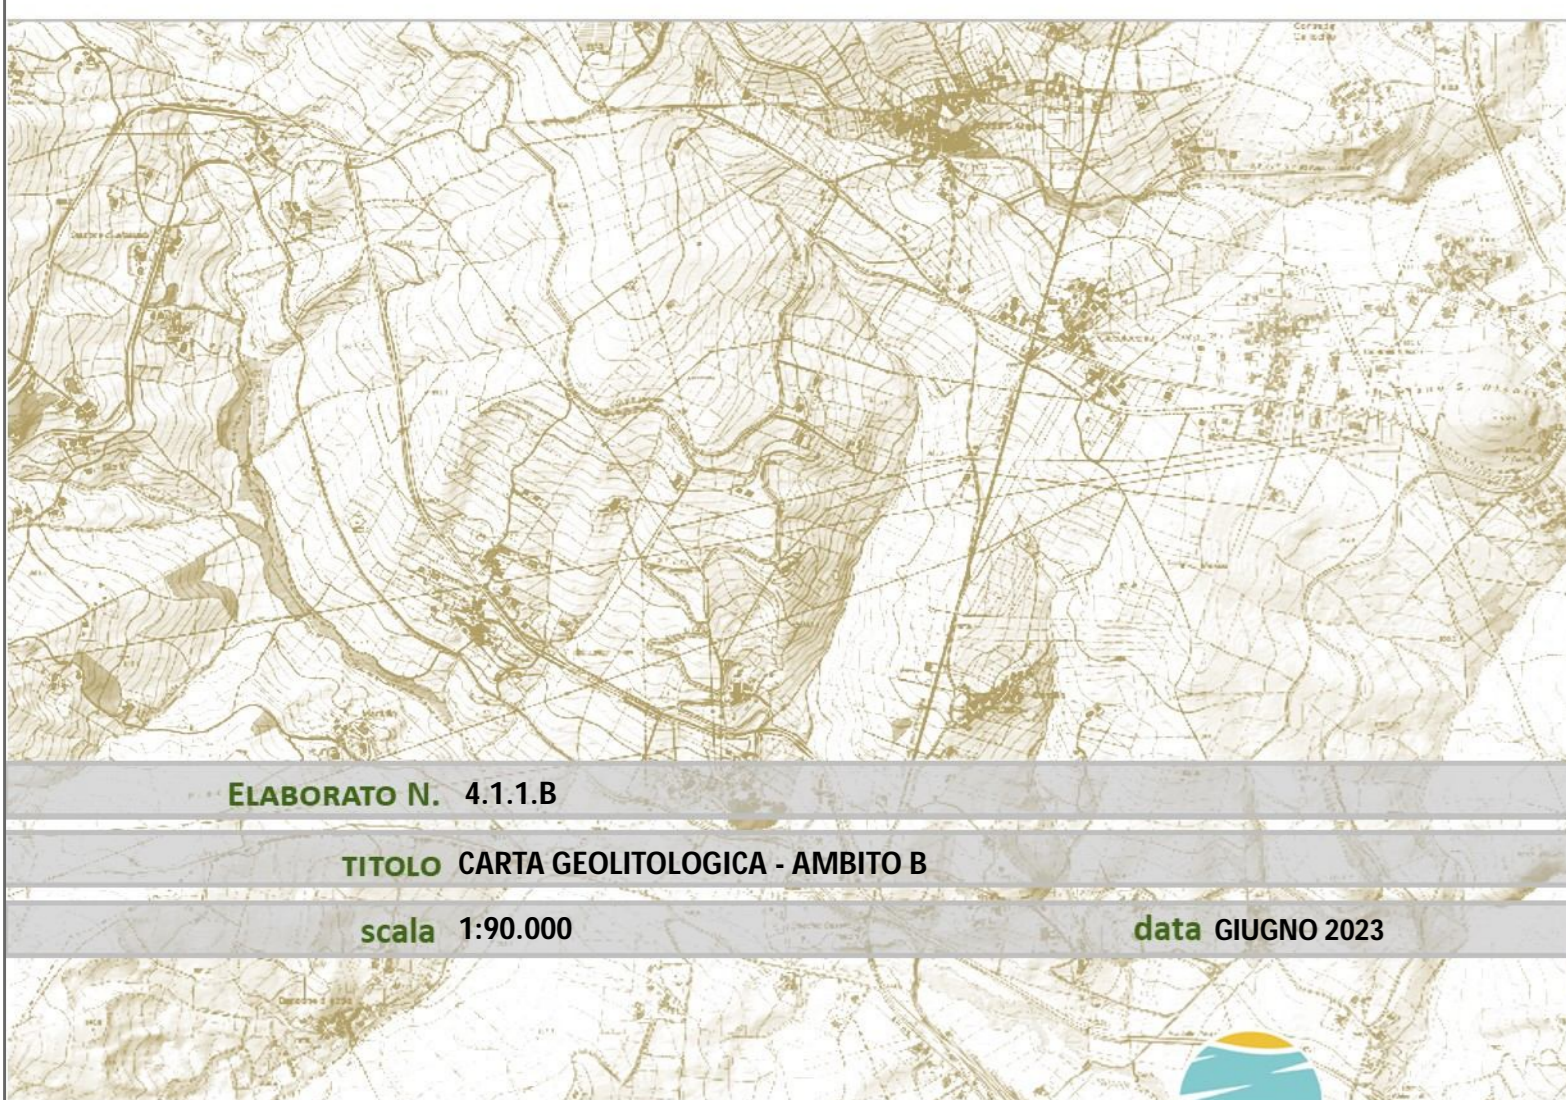 ELABORATO N. 4.1.1.B
TITOLO CARTA GEOLITOLOGICA - AMBITO B
scala 1:90.000 data GIUGNO 2023